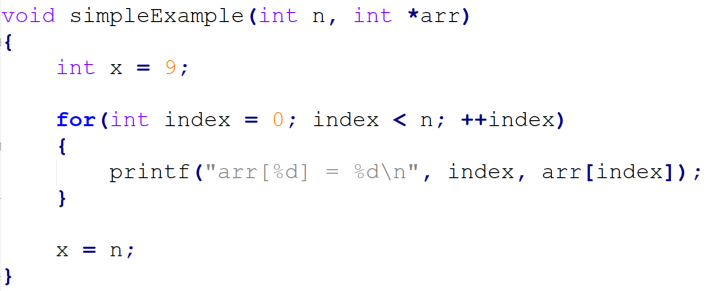 void simpleExample(int n, int *arr)
{
    int x = 9;

    for(int index = 0; index < n; ++index)
    {
        printf("arr[%d] = %d\n", index, arr[index]);
    }

    x = n;
}